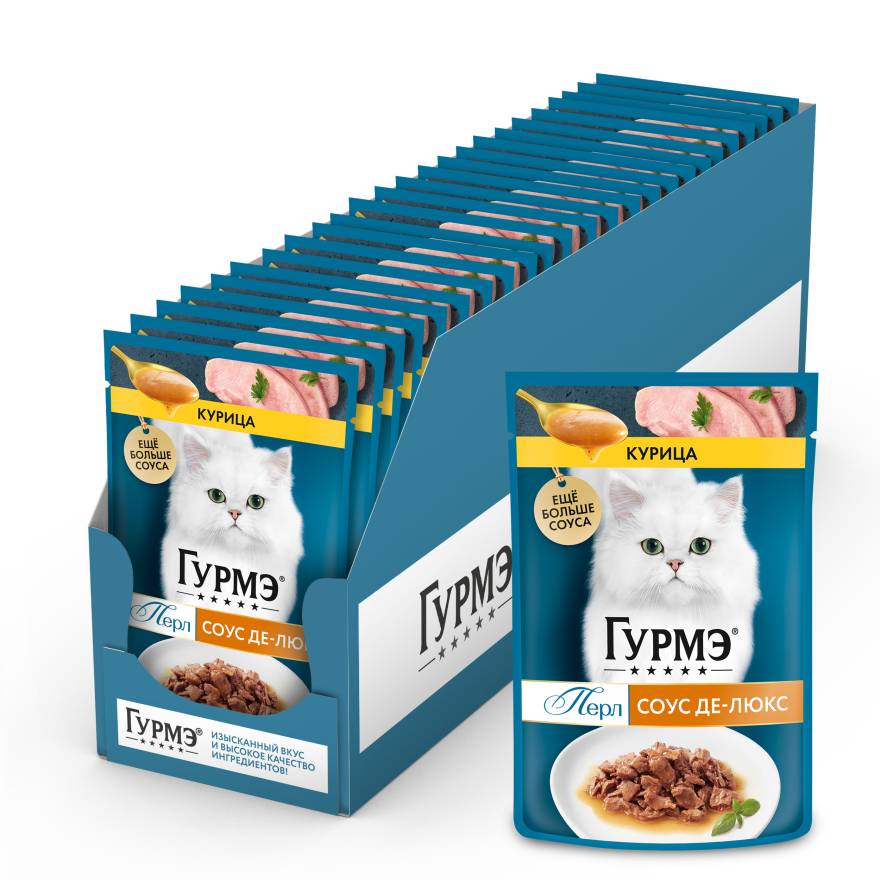 КУРИЦА
ЕЩЁ
БОЛЬШЕ
СОУСА
ГУРМЭ®
Перл СОУС ДЕ-ЛЮ
ГУРМЭ®
ИЗЫСКАННЫЙ ВКУС
И ВЫСОКОЕ КАЧЕСТВО
ИНГРЕДИЕНТОВ!
ГУРМЭ
КУРИЦА
ЕЩЁ
БОЛЬШЕ
СОУСА
ГУРМЭ®
Перл СОУС ДЕ-ЛЮКС